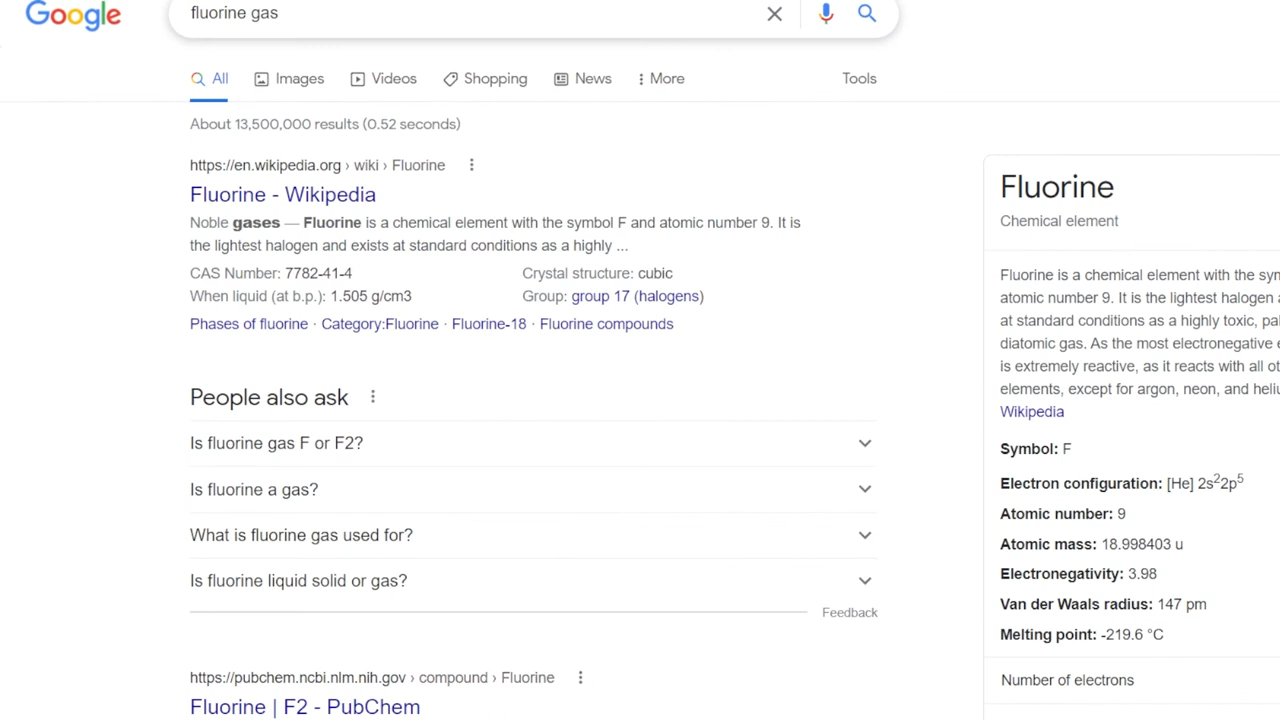 Google
fluorine gas
All Images Videos Shopping News More Tools
About 13,500,000 results (0.52 seconds)
https://en.wikipedia.org › wiki › Fluorine
Fluorine - Wikipedia
Noble gases — Fluorine is a chemical element with the symbol F and atomic number 9. It is
the lightest halogen and exists at standard conditions as a highly ...
CAS Number: 7782-41-4 Crystal structure: cubic
When liquid (at b.p.): 1.505 g/cm3 Group: group 17 (halogens)
Phases of fluorine · Category:Fluorine · Fluorine-18 · Fluorine compounds
People also ask
Is fluorine gas F or F2?
Is fluorine a gas?
What is fluorine gas used for?
Is fluorine liquid solid or gas?
Feedback
https://pubchem.ncbi.nlm.nih.gov › compound › Fluorine
Fluorine | F2 - PubChem
Fluorine
Chemical element
Fluorine is a chemical element with the
atomic number 9. It is the lightest halogen
at standard conditions as a highly toxic,
diatomic gas. As the most electronegative
is extremely reactive, as it reacts with all
elements, except for argon, neon, and
Wikipedia
Symbol: F
Electron configuration: [He] 2s²2p⁵
Atomic number: 9
Atomic mass: 18.998403 u
Electronegativity: 3.98
Van der Waals radius: 147 pm
Melting point: -219.6 °C
Number of electrons